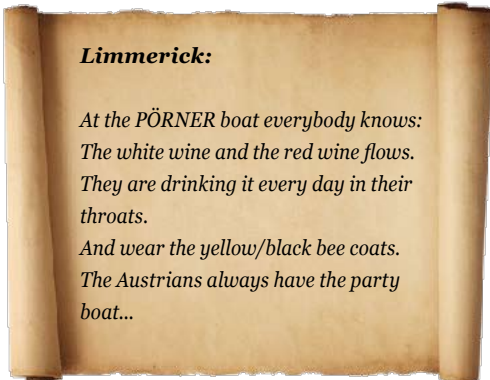 Limmerick:
At the PÖRNER boat everybody knows:
The white wine and the red wine flows.
They are drinking it every day in their
throats.
And wear the yellow/black bee coats.
The Austrians always have the party
boat...